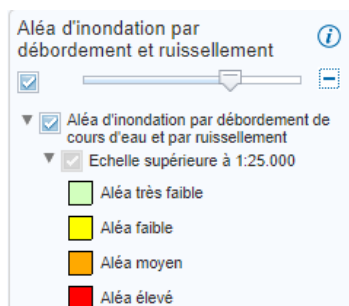 Aléa d'inondation par
débordement et ruissellement
Aléa d'inondation par débordement de
cours d'eau et par ruissellement
Echelle supérieure à 1:25.000
Aléa très faible
Aléa faible
Aléa moyen
Aléa élevé